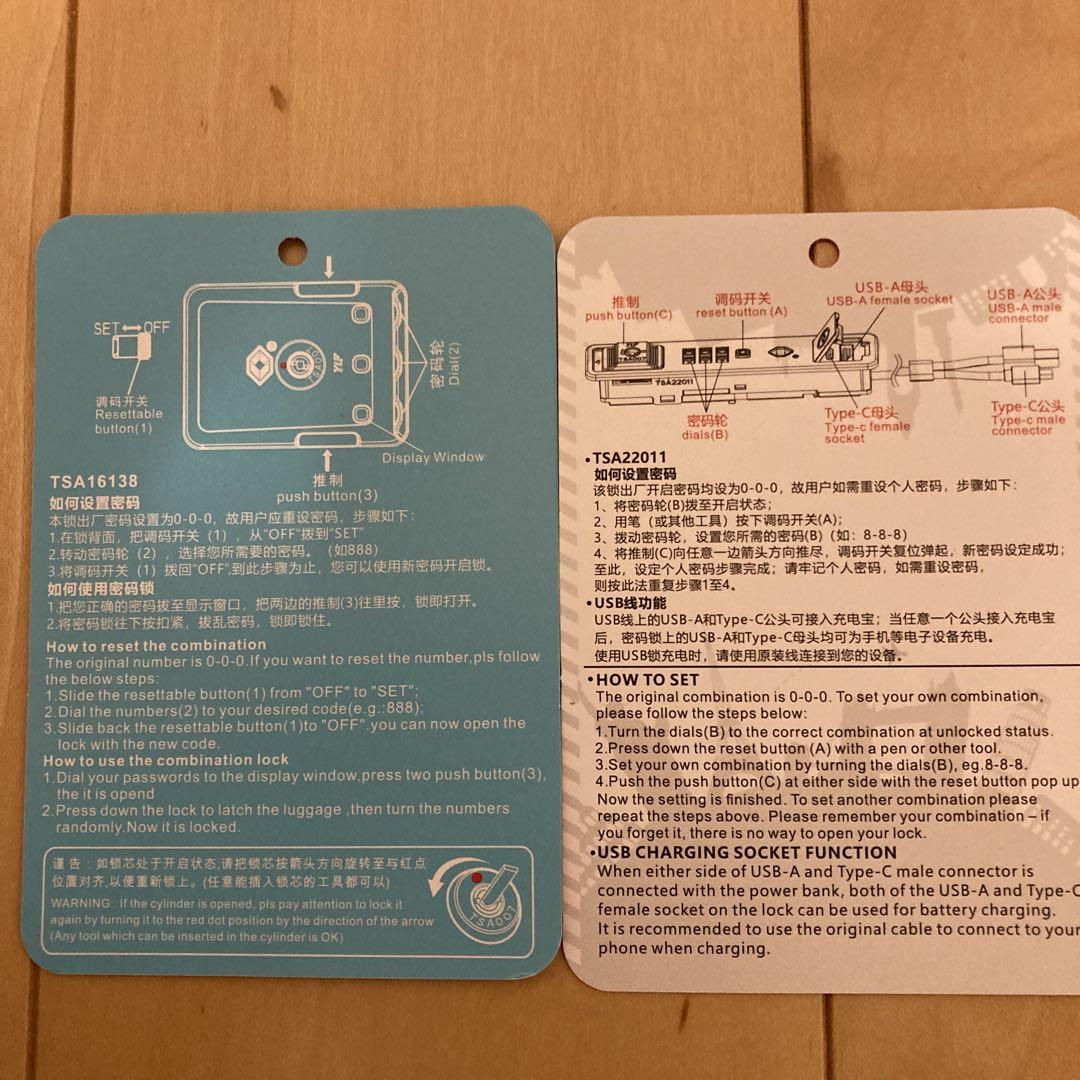 SET↔OFF
调码开关
Resettable
button(1)
TSA007
YLF
密码轮
Dial(2)
Display Window
推制
push button(3)
TSA16138
如何设置密码
本锁出厂密码设置为0-0-0，故用户应重设密码，步骤如下：
1.在锁背面，把调码开关（1），从“OFF”拨到“SET”
2.转动密码轮（2），选择您所需要的密码。（如888）
3.将调码开关（1）拨回“OFF”,到此步骤为止，您可以使用新密码开启锁。
如何使用密码锁
1.把您正确的密码拔至显示窗口，把两边的推制(3)往里按，锁即打开。
2.将密码锁往下按扣紧，拔乱密码，锁即锁住。
How to reset the combination
The original number is 0-0-0.If you want to reset the number,pls follow
the below steps:
1.Slide the resettable button(1) from "OFF" to "SET";
2.Dial the numbers(2) to your desired code(e.g.:888);
3.Slide back the resettable button(1)to "OFF".you can now open the
lock with the new code.
How to use the combination lock
1.Dial your passwords to the display window,press two push button(3),
the it is opend
2.Press down the lock to latch the luggage ,then turn the numbers
randomly.Now it is locked.
谨告：如锁芯处于开启状态,请把锁芯按箭头方向旋转至与红点
位置对齐,以便重新锁上。(任意能插入锁芯的工具都可以)
WARNING: If the cylinder is opened, pls pay attention to lock it
again by turning it to the red dot position by the direction of the arrow
(Any tool which can be inserted in the cylinder is OK)
TSA007
推制
push button(C)
调码开关
reset button (A)
USB-A母头
USB-A female socket
USB-A公头
USB-A male
connector
TSA007
TSA22011
密码轮
dials(B)
Type-C母头
Type-c female
socket
Type-C公头
Type-c male
connector
•TSA22011
如何设置密码
该锁出厂开启密码均设为0-0-0，故用户如需重设个人密码，步骤如下：
1、将密码轮(B)拨至开启状态；
2、用笔（或其他工具）按下调码开关(A)；
3、拨动密码轮，设置您所需的密码(B)（如：8-8-8）
4、将推制(C)向任意一边箭头方向推尽，调码开关复位弹起，新密码设定成功；
至此，设定个人密码步骤完成；请牢记个人密码，如需重设密码，
则按此法重复步骤1至4。
•USB线功能
USB线上的USB-A和Type-C公头可接入充电宝；当任意一个公头接入充电宝
后，密码锁上的USB-A和Type-C母头均可为手机等电子设备充电。
使用USB锁充电时，请使用原装线连接到您的设备。
•HOW TO SET
The original combination is 0-0-0. To set your own combination,
please follow the steps below:
1.Turn the dials(B) to the correct combination at unlocked status.
2.Press down the reset button (A) with a pen or other tool.
3.Set your own combination by turning the dials(B), eg.8-8-8.
4.Push the push button(C) at either side with the reset button pop up
Now the setting is finished. To set another combination please
repeat the steps above. Please remember your combination – if
you forget it, there is no way to open your lock.
•USB CHARGING SOCKET FUNCTION
When either side of USB-A and Type-C male connector is
connected with the power bank, both of the USB-A and Type-C
female socket on the lock can be used for battery charging.
It is recommended to use the original cable to connect to your
phone when charging.